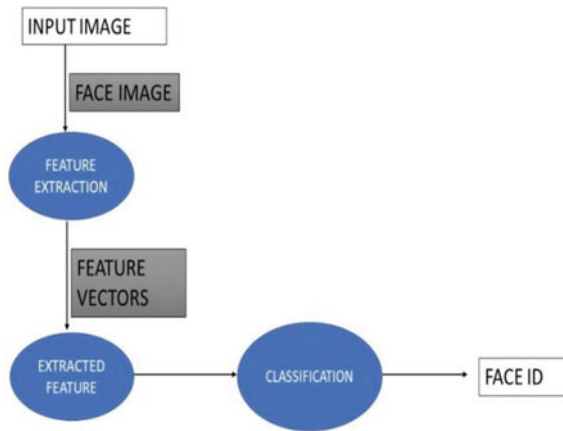 INPUT IMAGE
FACE IMAGE
FEATURE
EXTRACTION
FEATURE
VECTORS
EXTRACTED
FEATURE
CLASSIFICATION
FACE ID